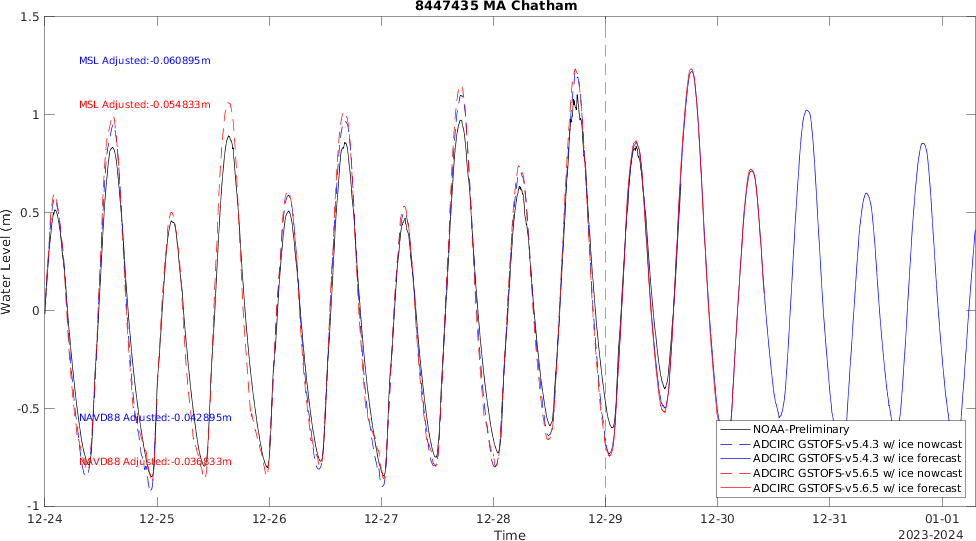 8447435 MA Chatham
1.5
1
0.5
0
-0.5
-1
Water Level (m)
MSL Adjusted:-0.060895m
MSL Adjusted:-0.054833m
NAVD88 Adjusted:-0.042895m
NAVD88 Adjusted:-0.036833m
NOAA-Preliminary
ADCIRC GSTOFS-v5.4.3 w/ ice nowcast
ADCIRC GSTOFS-v5.4.3 w/ ice forecast
ADCIRC GSTOFS-v5.6.5 w/ ice nowcast
ADCIRC GSTOFS-v5.6.5 w/ ice forecast
12-24 12-25 12-26 12-27 12-28 12-29 12-30 12-31 01-01
Time
2023-2024